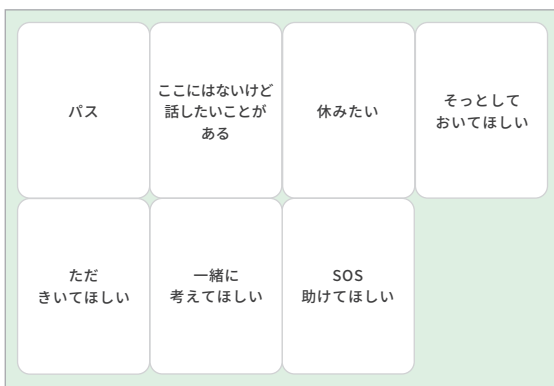 パス
ここにはないけど
話したいことが
ある
休みたい
そっとして
おいてほしい
ただ
きいてほしい
一緒に
考えてほしい
SOS
助けてほしい